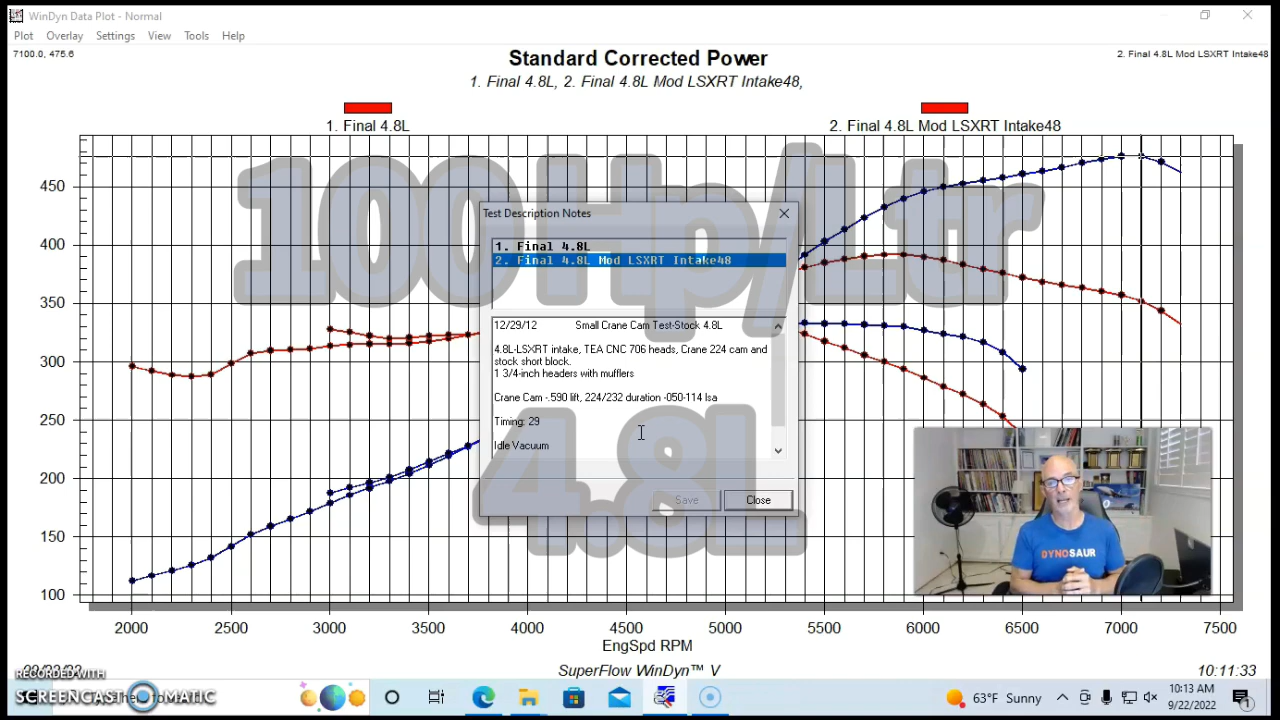 WinDyn Data Plot - Normal
Plot Overlay Settings View Tools Help
7100.0, 475.6
2. Final 4.8L Mod LSXRT Intake48
Standard Corrected Power
1. Final 4.8L, 2. Final 4.8L Mod LSXRT Intake48,
1. Final 4.8L
2. Final 4.8L Mod LSXRT Intake48
100Hp/Ltr
4.8L
450
400
350
300
250
200
150
100
Test Description Notes
1. Final 4.8L
2. Final 4.8L Mod LSXRT Intake48
12/29/12 Small Crane Cam Test-Stock 4.8L
4.8L-LSXRT intake, TEA CNC 706 heads, Crane 224 cam and
stock short block.
1 3/4-inch headers with mufflers
Crane Cam -.590 lift, 224/232 duration -050-114 lsa
Timing: 29
Idle Vacuum
Save Close
DYNOSAUR
2000 2500 3000 3500 4000 4500 5000 5500 6000 6500 7000 7500
EngSpd RPM
SuperFlow WinDyn™ V
10:11:33
RECORDED WITH
SCREENCAST MATIC
63°F Sunny
10:13 AM
9/22/2022
1